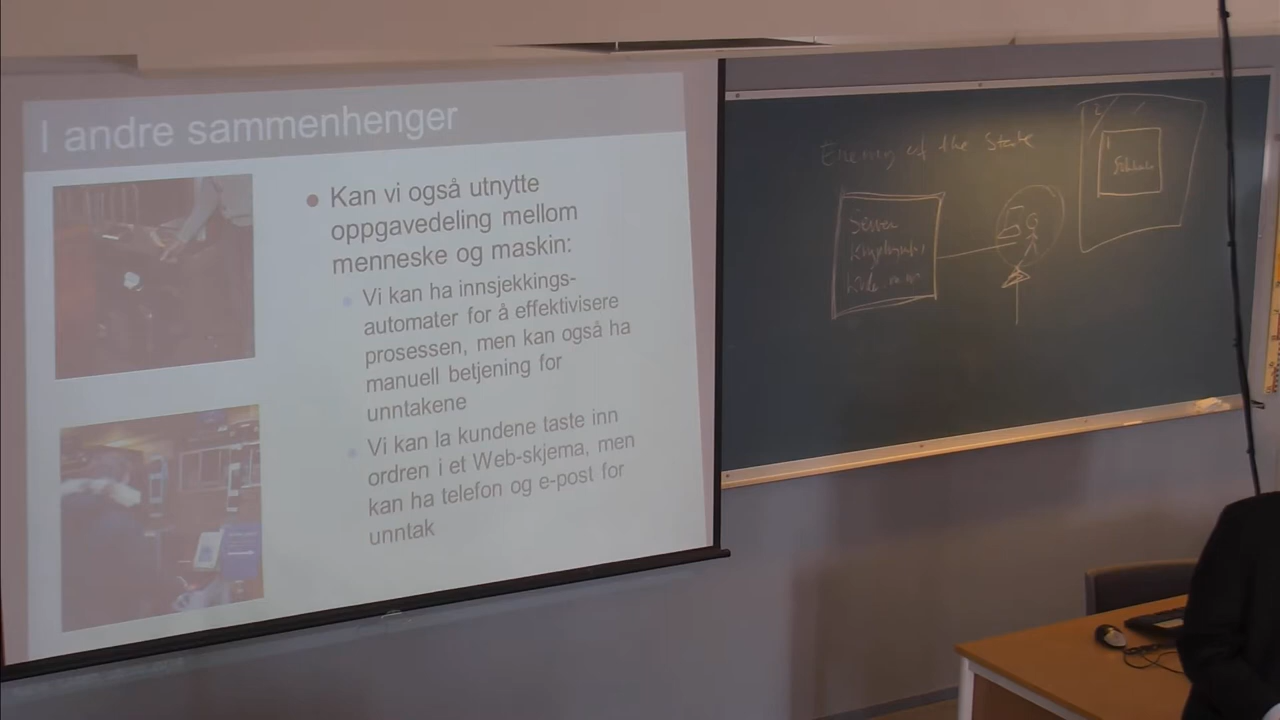 I andre sammenhenger
Kan vi også utnytte
oppgavedeling mellom
menneske og maskin:
Vi kan ha innsjekkings-
automater for å effektivisere
prosessen, men kan også ha
manuell betjening for
unntakene
Vi kan la kundene taste inn
ordren i et Web-skjema, men
kan ha telefon og e-post for
unntak
Enemy of the State
Server